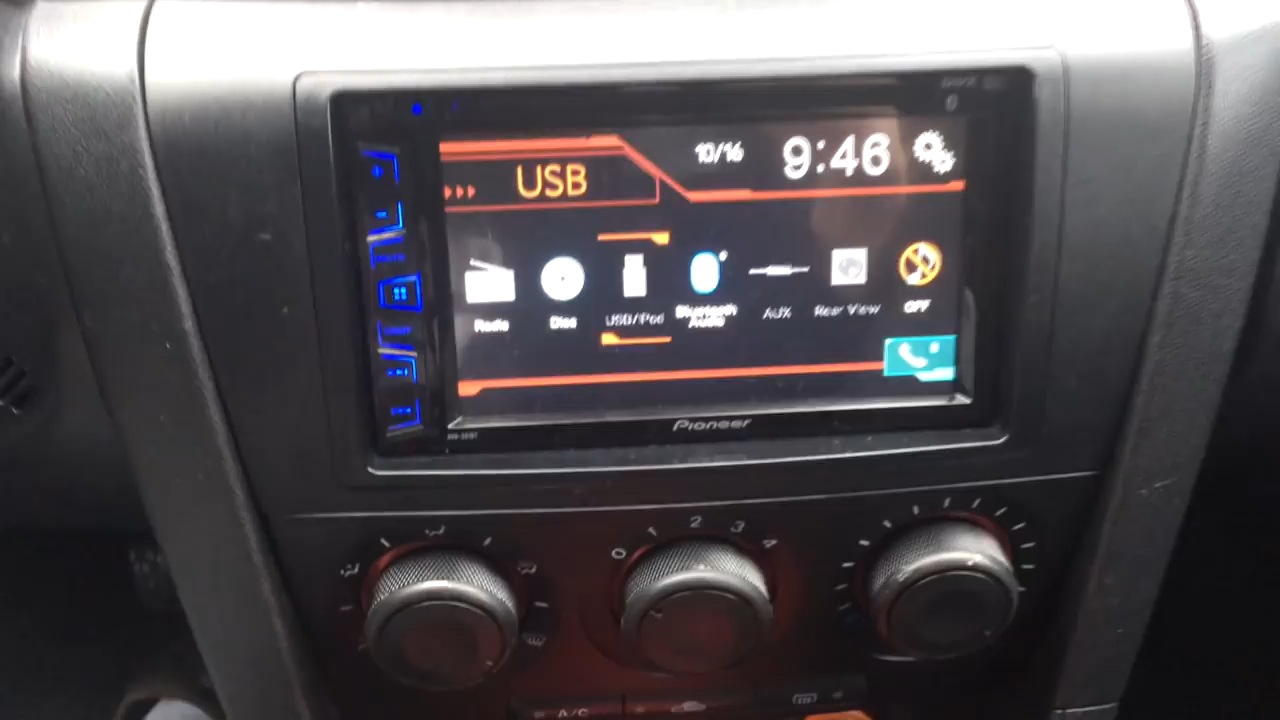 10/16 9:46
USB
Radio Disc USB/iPod Bluetooth Audio AUX Rear View OFF
Pioneer
0 1 2 3 4
A/C